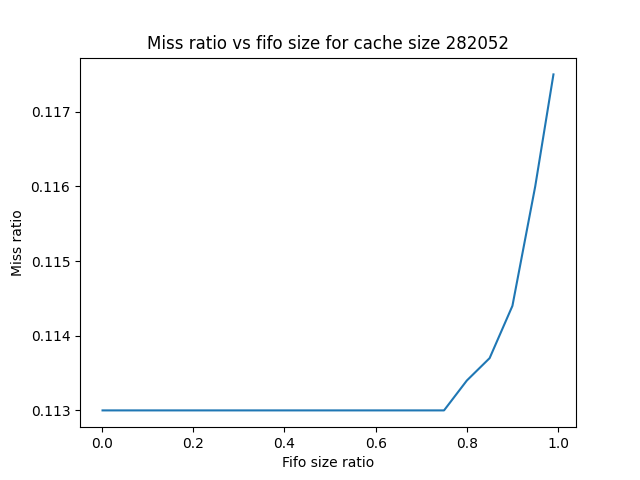 Miss ratio vs fifo size for cache size 282052
Miss ratio
0.117
0.116
0.115
0.114
0.113
0.0 0.2 0.4 0.6 0.8 1.0
Fifo size ratio